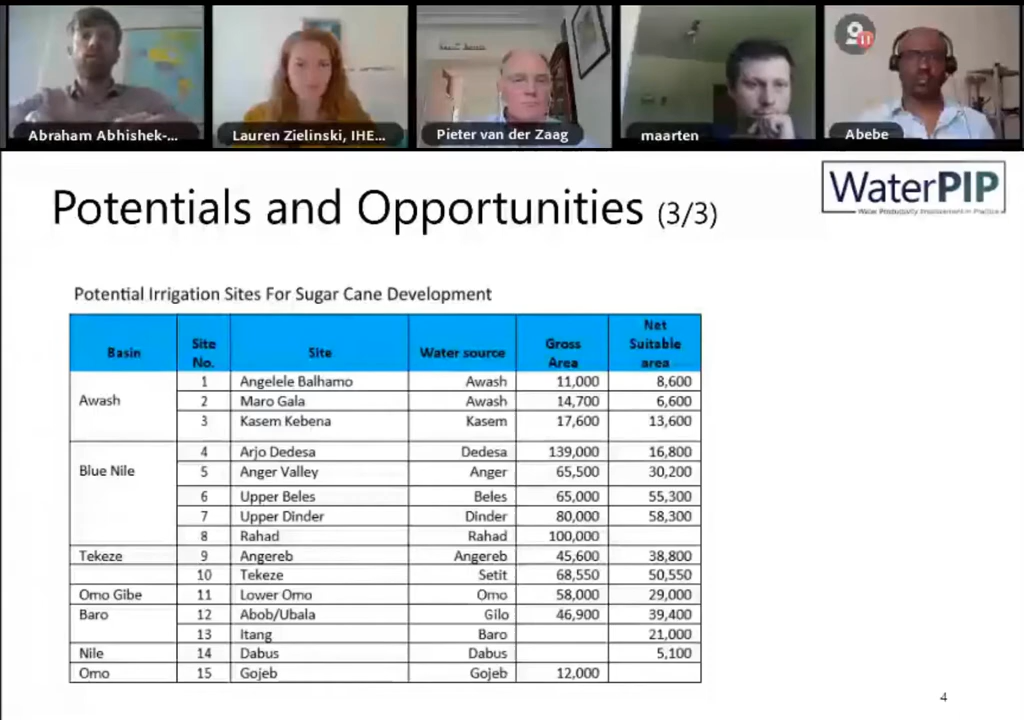 Abraham Abhishek-...
Lauren Zielinski, IHE...
Pieter van der Zaag
maarten
Abebe
WaterPIP
Water Productivity Improvement in Practice
Potentials and Opportunities (3/3)
Potential Irrigation Sites For Sugar Cane Development
Basin Site No. Site Water source Gross Area Net Suitable area
Awash 1 Angelele Balhamo Awash 11,000 8,600
2 Maro Gala Awash 14,700 6,600
3 Kasem Kebena Kasem 17,600 13,600
Blue Nile 4 Arjo Dedesa Dedesa 139,000 16,800
5 Anger Valley Anger 65,500 30,200
6 Upper Beles Beles 65,000 55,300
7 Upper Dinder Dinder 80,000 58,300
8 Rahad Rahad 100,000
Tekeze 9 Angereb Angereb 45,600 38,800
10 Tekeze Setit 68,550 50,550
Omo Gibe 11 Lower Omo Omo 58,000 29,000
Baro 12 Abob/Ubala Gilo 46,900 39,400
13 Itang Baro 21,000
Nile 14 Dabus Dabus 5,100
Omo 15 Gojeb Gojeb 12,000
4